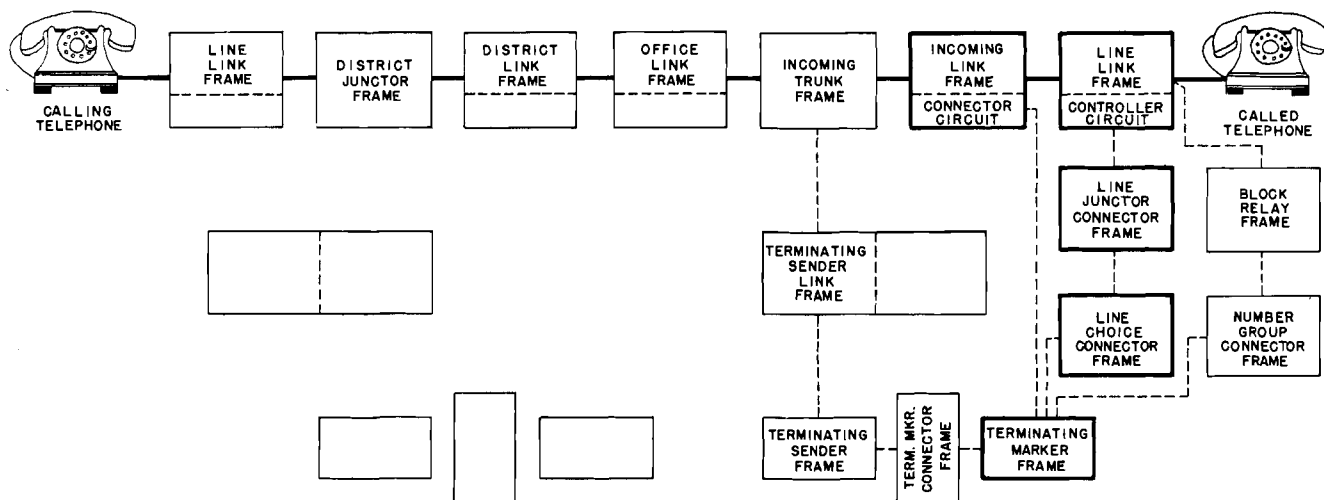 CALLING
TELEPHONE
LINE
LINK
FRAME
DISTRICT
JUNCTOR
FRAME
DISTRICT
LINK
FRAME
OFFICE
LINK
FRAME
INCOMING
TRUNK
FRAME
INCOMING
LINK
FRAME
CONNECTOR
CIRCUIT
LINE
LINK
FRAME
CONTROLLER
CIRCUIT
CALLED
TELEPHONE
LINE
JUNCTOR
CONNECTOR
FRAME
BLOCK
RELAY
FRAME
TERMINATING
SENDER
LINK
FRAME
LINE
CHOICE
CONNECTOR
FRAME
NUMBER
GROUP
CONNECTOR
FRAME
TERMINATING
SENDER
FRAME
TERM. MKR.
CONNECTOR
FRAME
TERMINATING
MARKER
FRAME